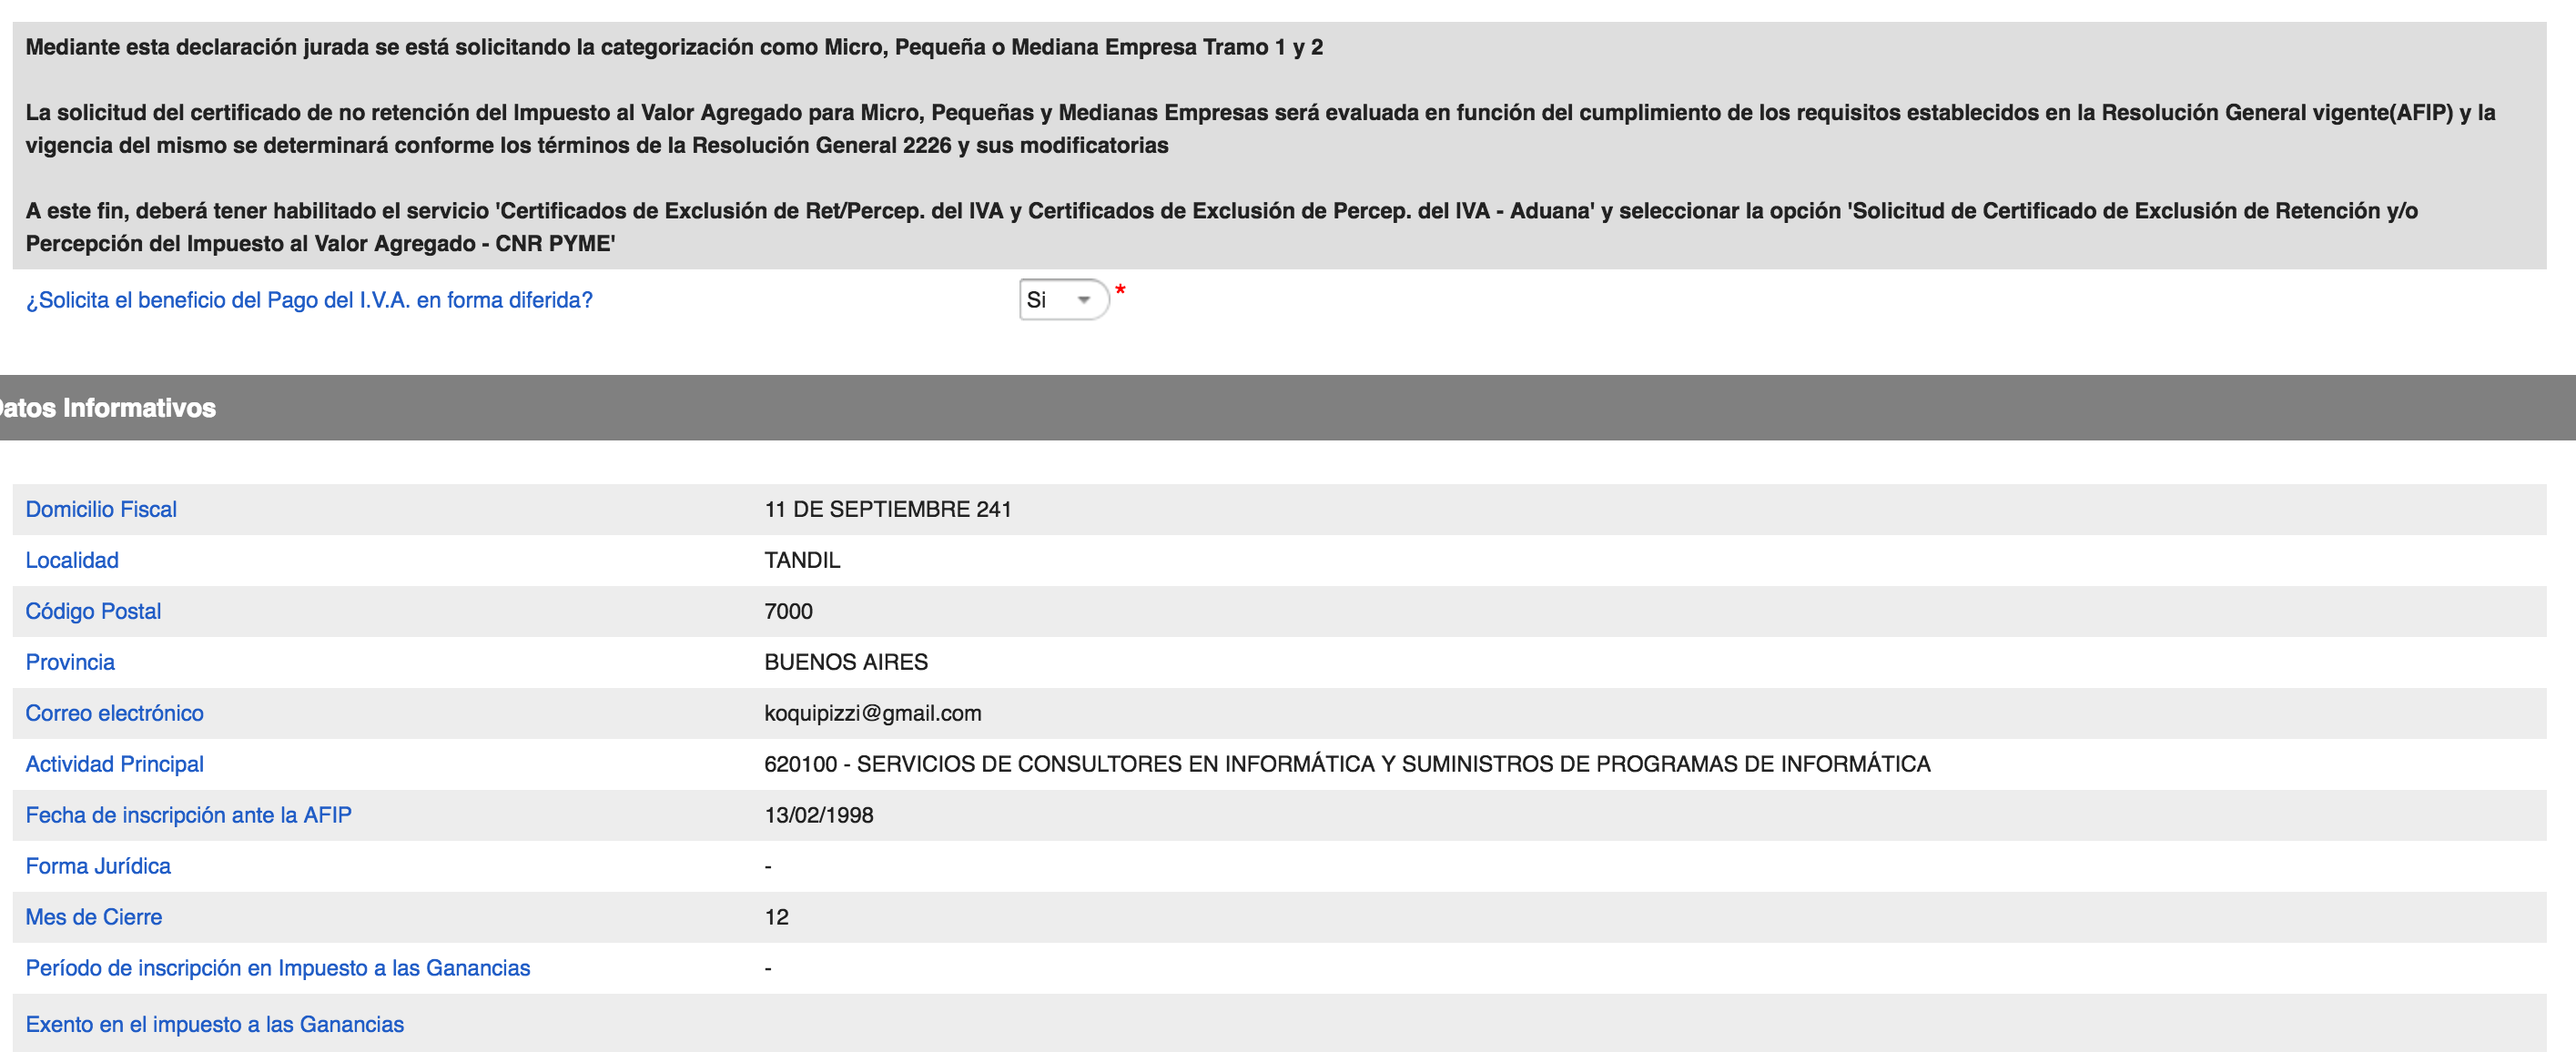 Mediante esta declaración jurada se está solicitando la categorización como Micro, Pequeña o Mediana Empresa Tramo 1 y 2
La solicitud del certificado de no retención del Impuesto al Valor Agregado para Micro, Pequeñas y Medianas Empresas será evaluada en función del cumplimiento de los requisitos establecidos en la Resolución General vigente(AFIP) y la
vigencia del mismo se determinará conforme los términos de la Resolución General 2226 y sus modificatorias
A este fin, deberá tener habilitado el servicio 'Certificados de Exclusión de Ret/Percep. del IVA y Certificados de Exclusión de Percep. del IVA - Aduana' y seleccionar la opción 'Solicitud de Certificado de Exclusión de Retención y/o
Percepción del Impuesto al Valor Agregado - CNR PYME'
¿Solicita el beneficio del Pago del I.V.A. en forma diferida? Si *
Datos Informativos
Domicilio Fiscal 11 DE SEPTIEMBRE 241
Localidad TANDIL
Código Postal 7000
Provincia BUENOS AIRES
Correo electrónico koquipizzi@gmail.com
Actividad Principal 620100 - SERVICIOS DE CONSULTORES EN INFORMÁTICA Y SUMINISTROS DE PROGRAMAS DE INFORMÁTICA
Fecha de inscripción ante la AFIP 13/02/1998
Forma Jurídica -
Mes de Cierre 12
Período de inscripción en Impuesto a las Ganancias -
Exento en el impuesto a las Ganancias